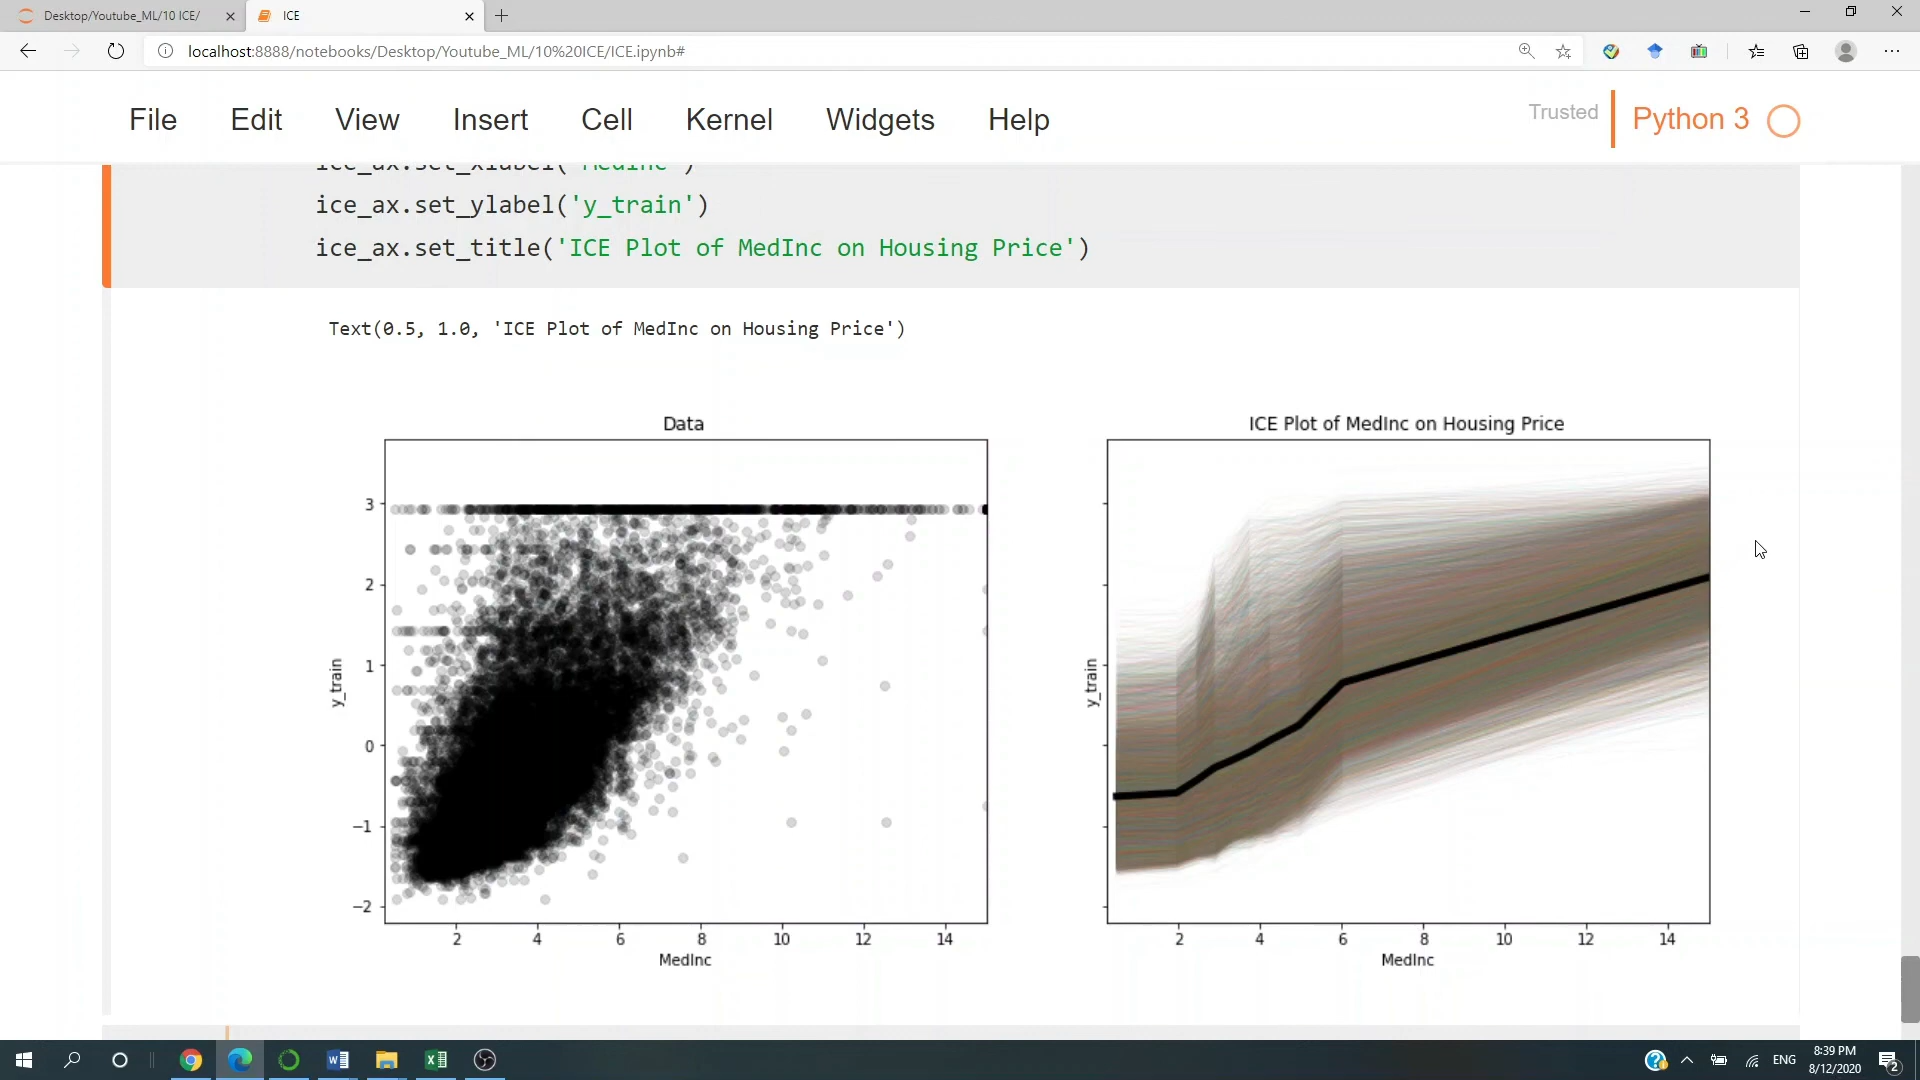 Desktop/Youtube_ML/10 ICE/
ICE
localhost:8888/notebooks/Desktop/Youtube_ML/10%20ICE/ICE.ipynb#
File Edit View Insert Cell Kernel Widgets Help Trusted Python 3
ice_ax.set_xlabel('MedInc')
ice_ax.set_ylabel('y_train')
ice_ax.set_title('ICE Plot of MedInc on Housing Price')
Text(0.5, 1.0, 'ICE Plot of MedInc on Housing Price')
Data
3
2
1
0
−1
−2
y_train
2 4 6 8 10 12 14
MedInc
ICE Plot of MedInc on Housing Price
y_train
2 4 6 8 10 12 14
MedInc
ENG
8:39 PM
8/12/2020
2